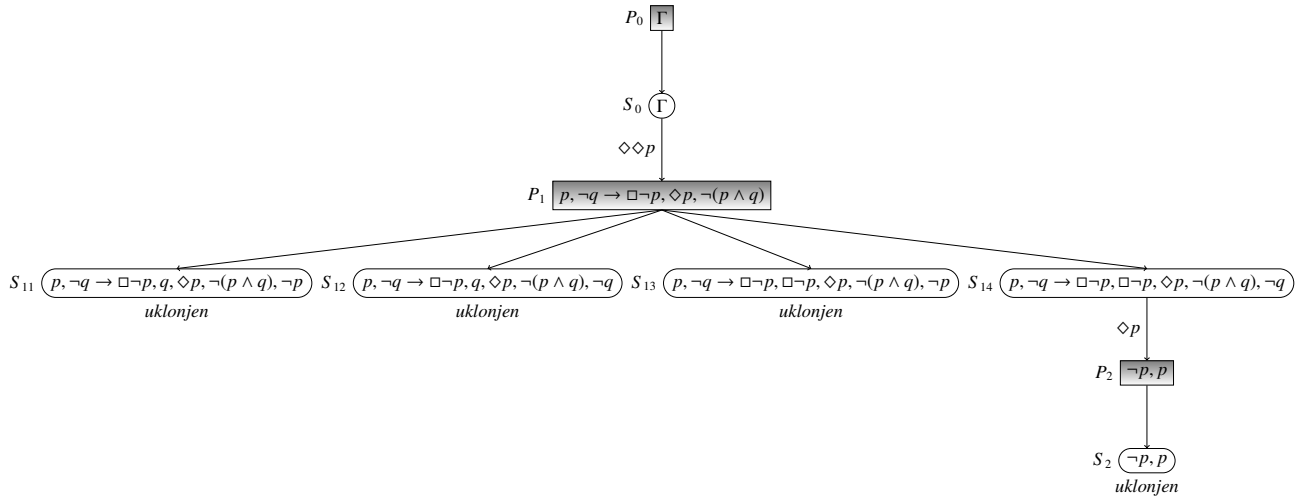 P₀ Γ
S₀ Γ
◇◇p
P₁ p, ¬q → □¬p, ◇p, ¬(p ∧ q)
S₁₁ p, ¬q → □¬p, q, ◇p, ¬(p ∧ q), ¬p
S₁₂ p, ¬q → □¬p, q, ◇p, ¬(p ∧ q), ¬q
S₁₃ p, ¬q → □¬p, □¬p, ◇p, ¬(p ∧ q), ¬p
S₁₄ p, ¬q → □¬p, □¬p, ◇p, ¬(p ∧ q), ¬q
uklonjen
uklonjen
uklonjen
◇p
P₂ ¬p, p
S₂ ¬p, p
uklonjen